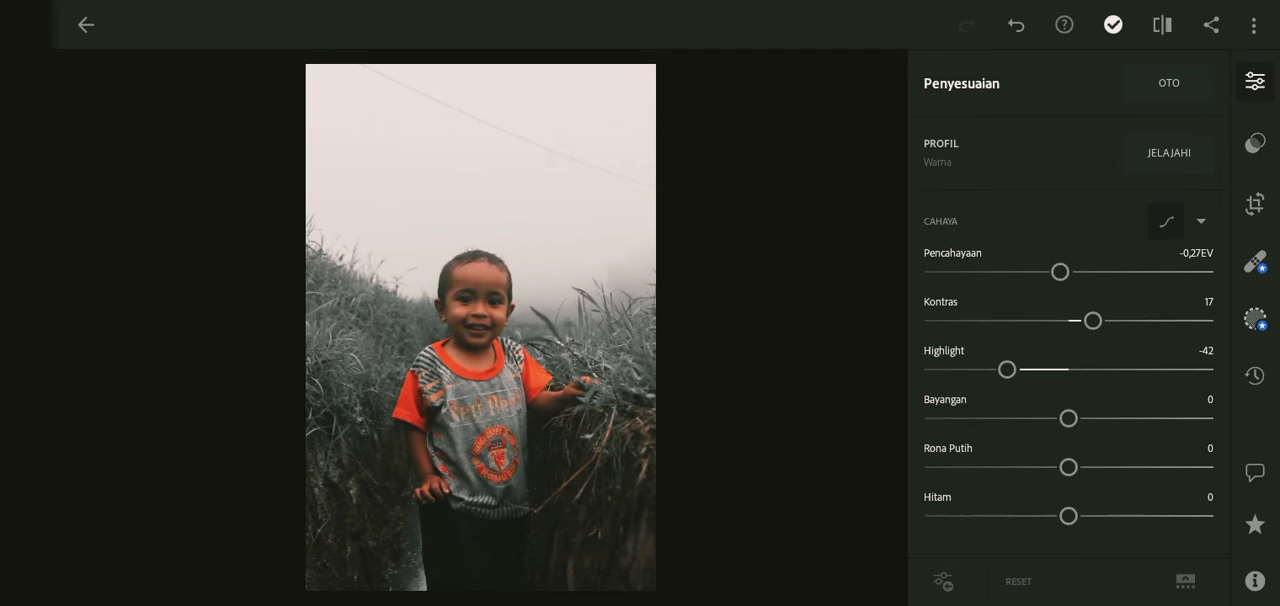 Penyesuaian
OTO
PROFIL
Warna
JELAJAHI
CAHAYA
Pencahayaan
-0,27EV
Kontras
17
Highlight
-42
Bayangan
0
Rona Putih
0
Hitam
0
RESET